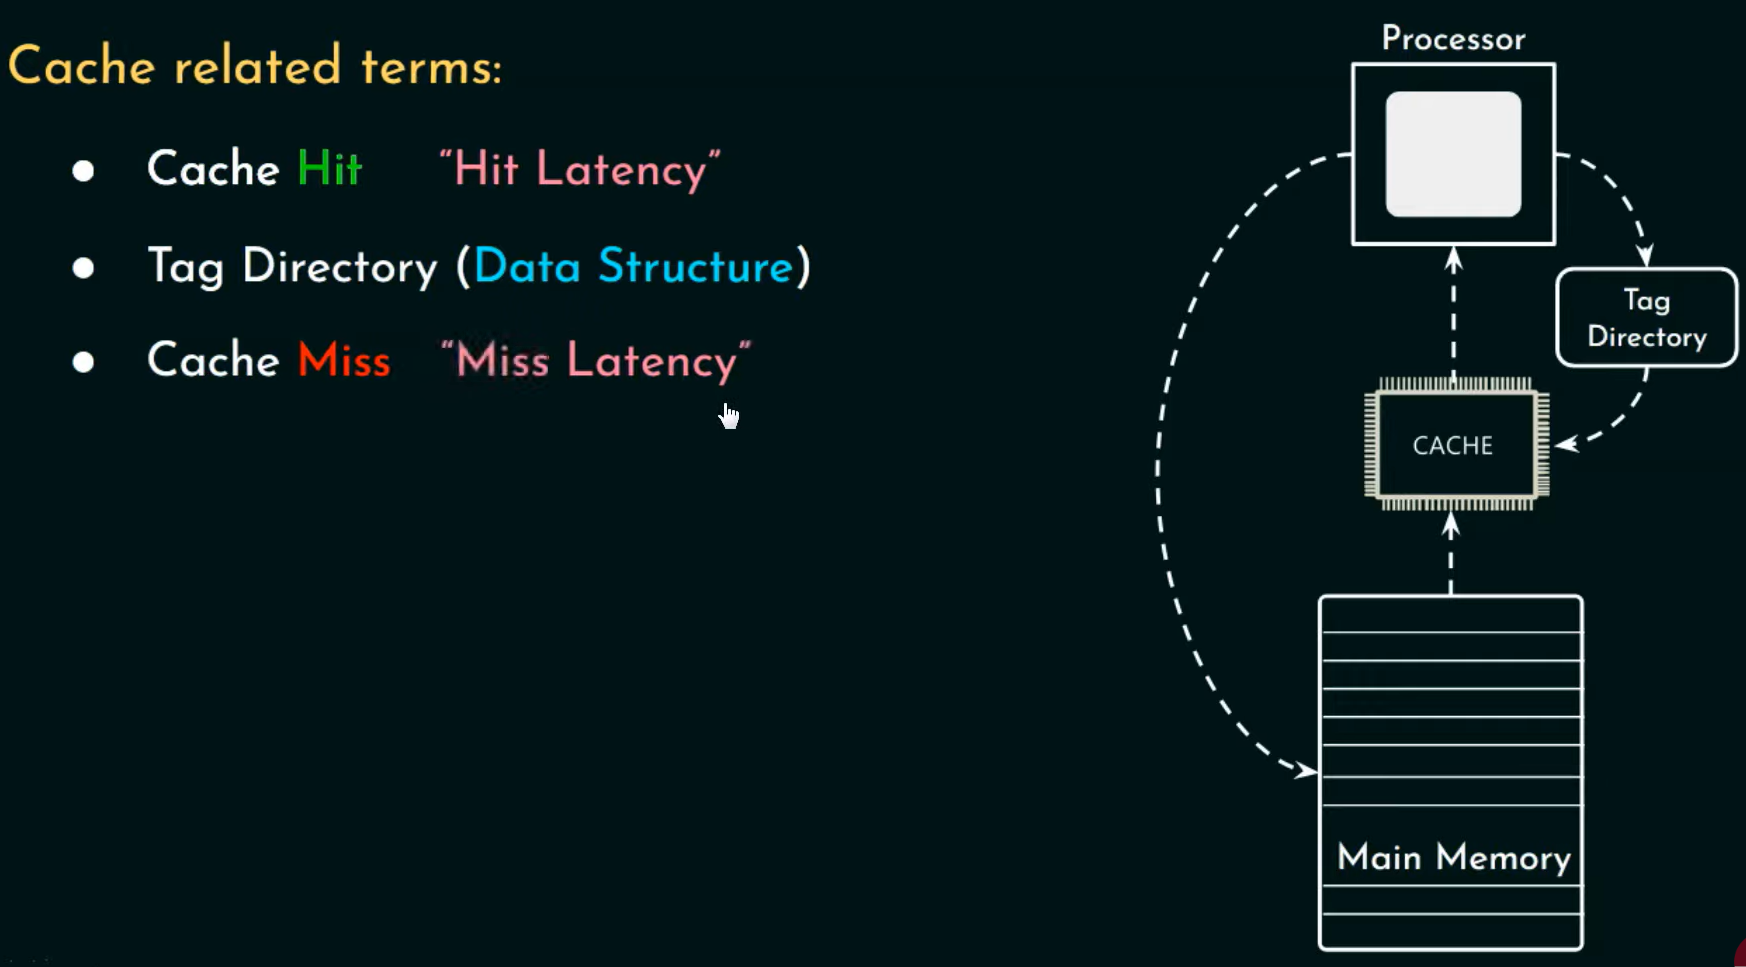 Cache related terms:
Cache Hit “Hit Latency”
Tag Directory (Data Structure)
Cache Miss “Miss Latency”
Processor
Tag
Directory
CACHE
Main Memory